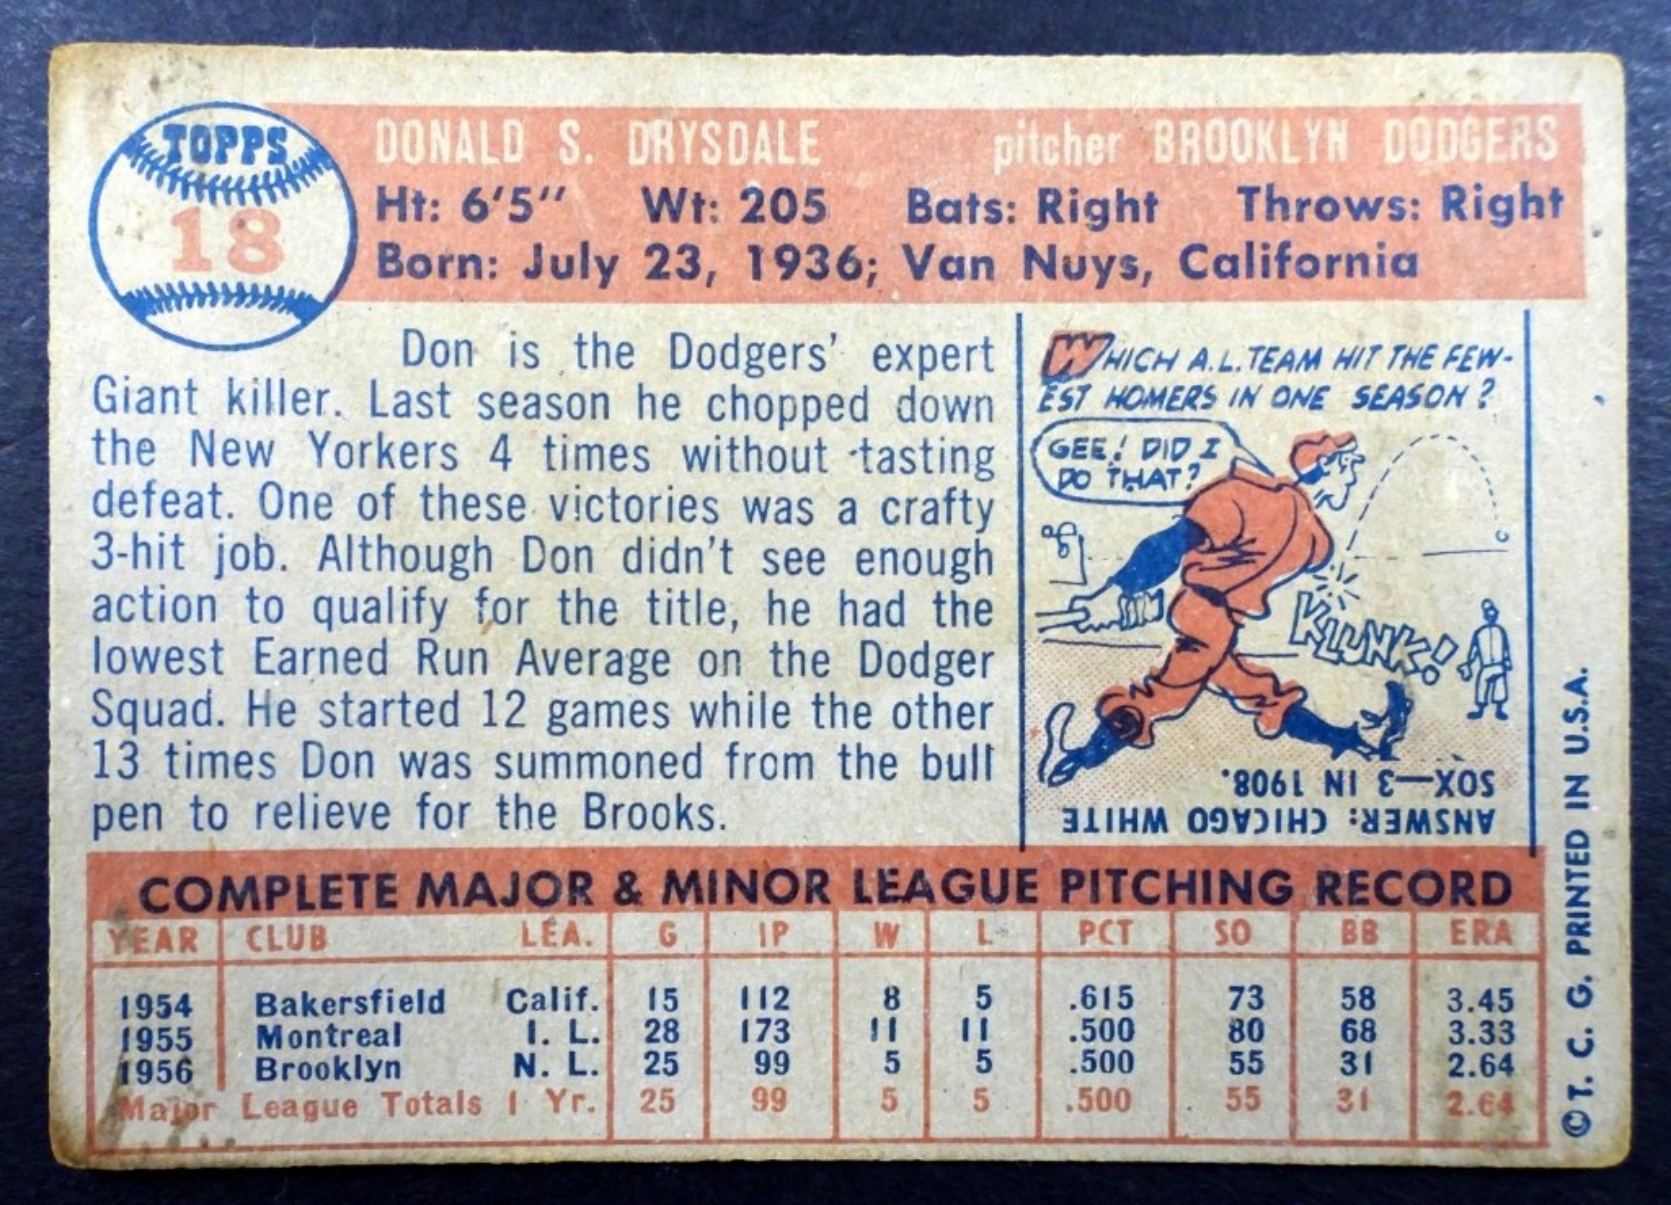 TOPPS
18
DONALD S. DRYSDALE pitcher BROOKLYN DODGERS
Ht: 6'5" Wt: 205 Bats: Right Throws: Right
Born: July 23, 1936; Van Nuys, California
Don is the Dodgers' expert
Giant killer. Last season he chopped down
the New Yorkers 4 times without tasting
defeat. One of these victories was a crafty
3-hit job. Although Don didn't see enough
action to qualify for the title, he had the
lowest Earned Run Average on the Dodger
Squad. He started 12 games while the other
13 times Don was summoned from the bull
pen to relieve for the Brooks.
WHICH A.L. TEAM HIT THE FEW-
EST HOMERS IN ONE SEASON?
GEE! DID I
DO THAT?
KLUNK!
ANSWER: CHICAGO WHITE
SOX—3 IN 1908.
COMPLETE MAJOR & MINOR LEAGUE PITCHING RECORD
YEAR CLUB LEA. G IP W L PCT SO BB ERA
1954 Bakersfield Calif. 15 112 8 5 .615 73 58 3.45
1955 Montreal I. L. 28 173 11 11 .500 80 68 3.33
1956 Brooklyn N. L. 25 99 5 5 .500 55 31 2.64
Major League Totals 1 Yr. 25 99 5 5 .500 55 31 2.64
© T. C. G. PRINTED IN U.S.A.